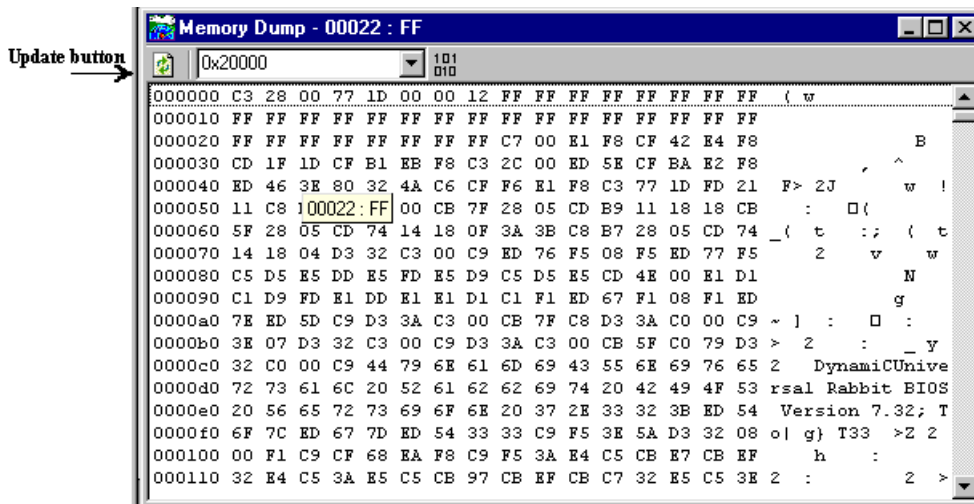 Memory Dump - 00022 : FF
Update button
0x20000
101
010
000000 C3 28 00 77 1D 00 00 12 FF FF FF FF FF FF FF FF ( w
000010 FF FF FF FF FF FF FF FF FF FF FF FF FF FF FF FF
000020 FF FF FF FF FF FF FF FF C7 00 E1 F8 CF 42 E4 F8 B
000030 CD 1F 1D CF B1 EB F8 C3 2C 00 ED 5E CF BA E2 F8 , ^
000040 ED 46 3E 80 32 4A C6 CF F6 E1 F8 C3 77 1D FD 21 F> 2J w !
000050 11 C8 00 CB 7F 28 05 CD B9 11 18 18 CB : □(
00022 : FF
000060 5F 28 05 CD 74 14 18 0F 3A 3B C8 B7 28 05 CD 74 _( t :; ( t
000070 14 18 04 D3 32 C3 00 C9 ED 76 F5 08 F5 ED 77 F5 2 v w
000080 C5 D5 E5 DD E5 FD E5 D9 C5 D5 E5 CD 4E 00 E1 D1 N
000090 C1 D9 FD E1 DD E1 E1 D1 C1 F1 ED 67 F1 08 F1 ED g
0000a0 7E ED 5D C9 D3 3A C3 00 CB 7F C8 D3 3A C0 00 C9 ~ ] : □ :
0000b0 3E 07 D3 32 C3 00 C9 D3 3A C3 00 CB 5F C0 79 D3 > 2 : _ y
0000c0 32 C0 00 C9 44 79 6E 61 6D 69 43 55 6E 69 76 65 2 DynamiCUnive
0000d0 72 73 61 6C 20 52 61 62 62 69 74 20 42 49 4F 53 rsal Rabbit BIOS
0000e0 20 56 65 72 73 69 6F 6E 20 37 2E 33 32 3B ED 54 Version 7.32; T
0000f0 6F 7C ED 67 7D ED 54 33 33 C9 F5 3E 5A D3 32 08 o| g} T33 >Z 2
000100 00 F1 C9 CF 68 EA F8 C9 F5 3A E4 C5 CB E7 CB EF h :
000110 32 E4 C5 3A E5 C5 CB 97 CB EF CB C7 32 E5 C5 3E 2 : 2 >